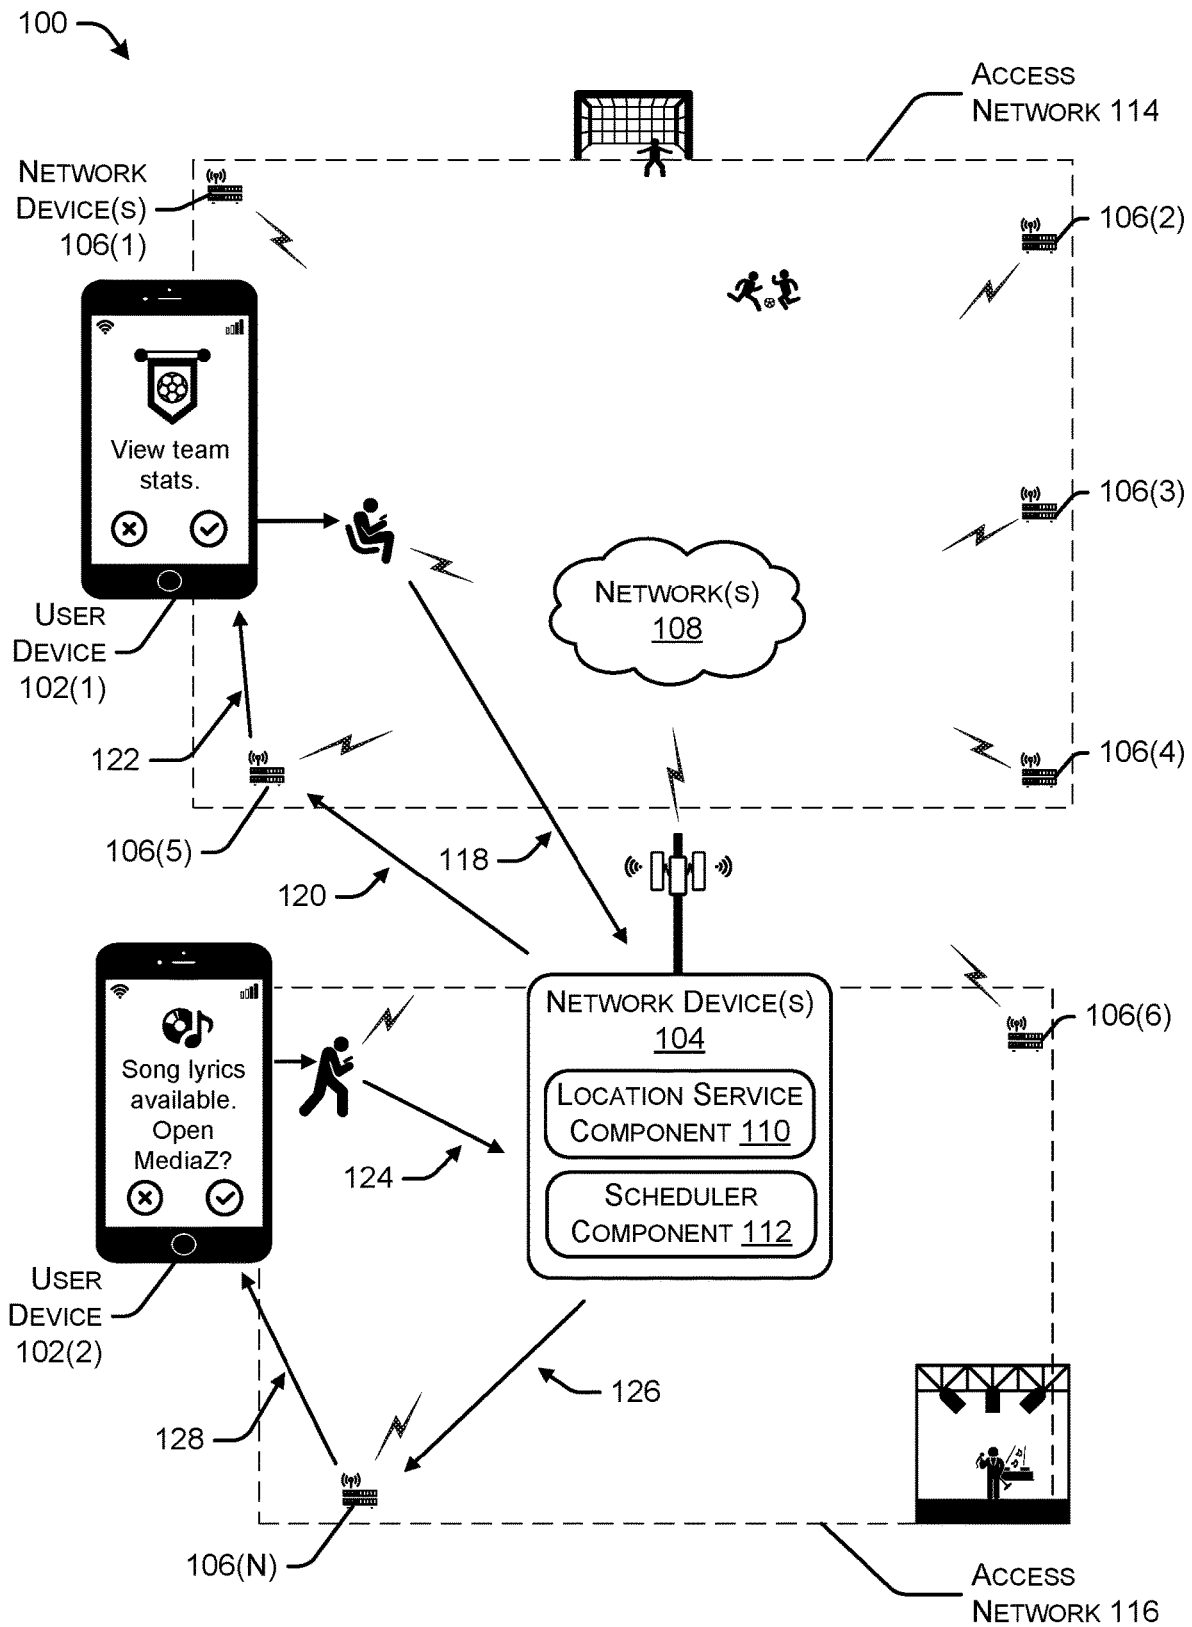 100
ACCESS
NETWORK 114
NETWORK
DEVICE(S)
106(1)
106(2)
View team
stats.
106(3)
NETWORK(S)
108
USER
DEVICE
102(1)
122
106(4)
106(5)
118
120
NETWORK DEVICE(S)
104
106(6)
Song lyrics
available.
Open
MediaZ?
LOCATION SERVICE
COMPONENT 110
124
SCHEDULER
COMPONENT 112
USER
DEVICE
102(2)
126
128
106(N)
ACCESS
NETWORK 116